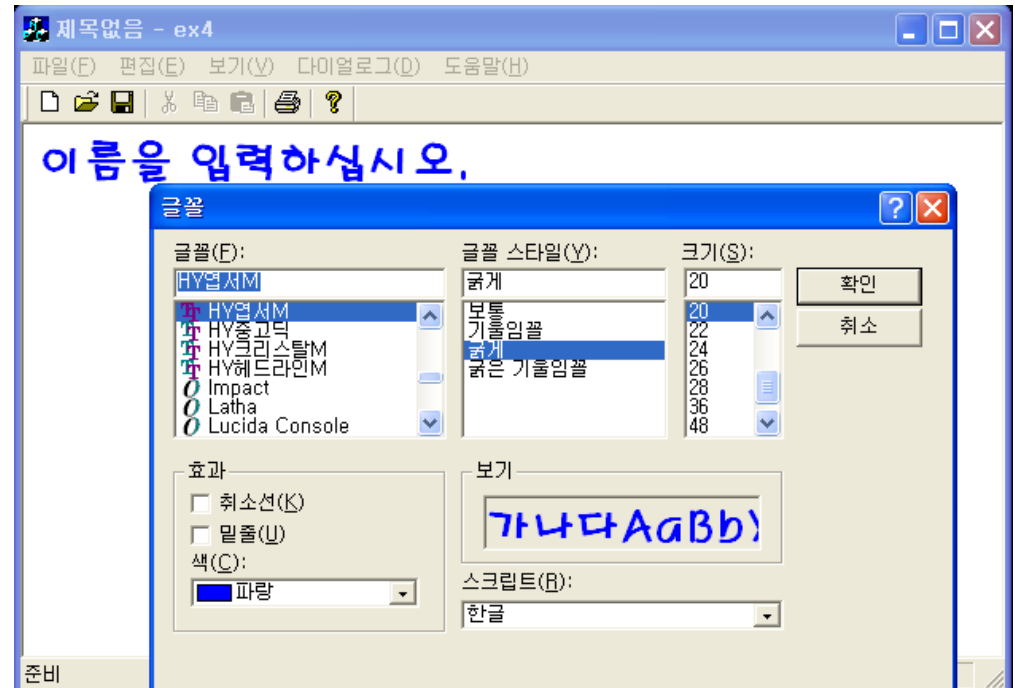 제목없음 - ex4
파일(F) 편집(E) 보기(V) 다이얼로그(D) 도움말(H)
이름을 입력하십시오.
글꼴
글꼴(F): 글꼴 스타일(Y): 크기(S):
HY엽서M 굵게 20 확인
HY엽서M 보통 20 취소
HY중고딕 기울임꼴 22
HY크리스탈M 굵게 24
HY헤드라인M 굵은 기울임꼴 26
Impact 28
Latha 36
Lucida Console 48
효과 보기
취소선(K) 가나다AaBbY
밑줄(U)
색(C): 스크립트(R):
파랑 한글
준비